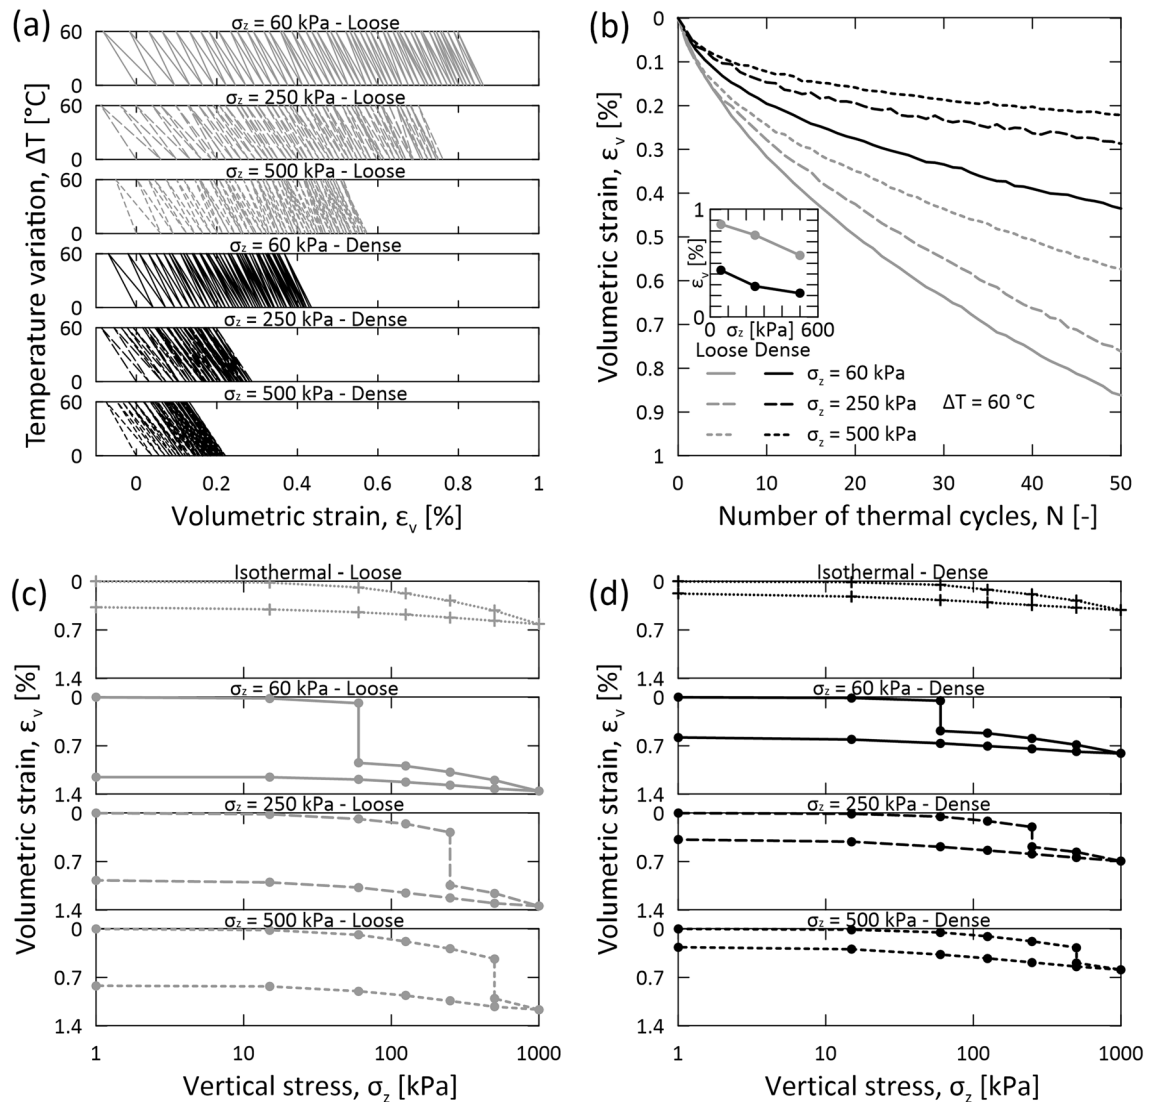 (a)
σz = 60 kPa - Loose
60
0
σz = 250 kPa - Loose
60
0
σz = 500 kPa - Loose
60
0
σz = 60 kPa - Dense
60
0
σz = 250 kPa - Dense
60
0
σz = 500 kPa - Dense
60
0
0 0.2 0.4 0.6 0.8 1
Temperature variation, ΔT [°C]
Volumetric strain, εv [%]
(b)
0
0.1
0.2
0.3
0.4
0.5
0.6
0.7
0.8
0.9
1
Volumetric strain, εv [%]
1
εv [%]
0
0 σz [kPa] 600
Loose Dense
σz = 60 kPa
σz = 250 kPa ΔT = 60 °C
σz = 500 kPa
0 10 20 30 40 50
Number of thermal cycles, N [-]
(c)
Isothermal - Loose
0
0.7
1.4
σz = 60 kPa - Loose
0
0.7
1.4
σz = 250 kPa - Loose
0
0.7
1.4
σz = 500 kPa - Loose
0
0.7
1.4
1 10 100 1000
Volumetric strain, εv [%]
Vertical stress, σz [kPa]
(d)
Isothermal - Dense
0
0.7
1.4
σz = 60 kPa - Dense
0
0.7
1.4
σz = 250 kPa - Dense
0
0.7
1.4
σz = 500 kPa - Dense
0
0.7
1.4
1 10 100 1000
Volumetric strain, εv [%]
Vertical stress, σz [kPa]